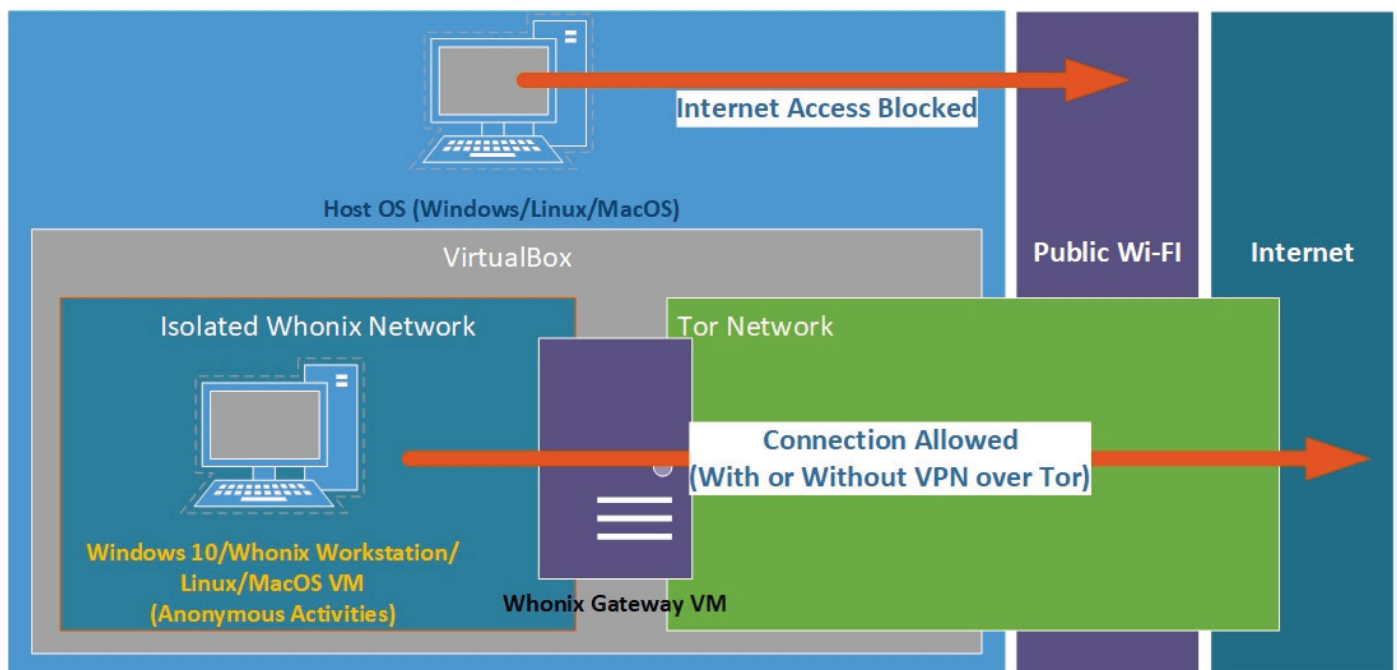 Internet Access Blocked
Host OS (Windows/Linux/MacOS)
VirtualBox
Public Wi-FI
Internet
Isolated Whonix Network
Tor Network
Connection Allowed
(With or Without VPN over Tor)
Windows 10/Whonix Workstation/
Linux/MacOS VM
(Anonymous Activities)
Whonix Gateway VM